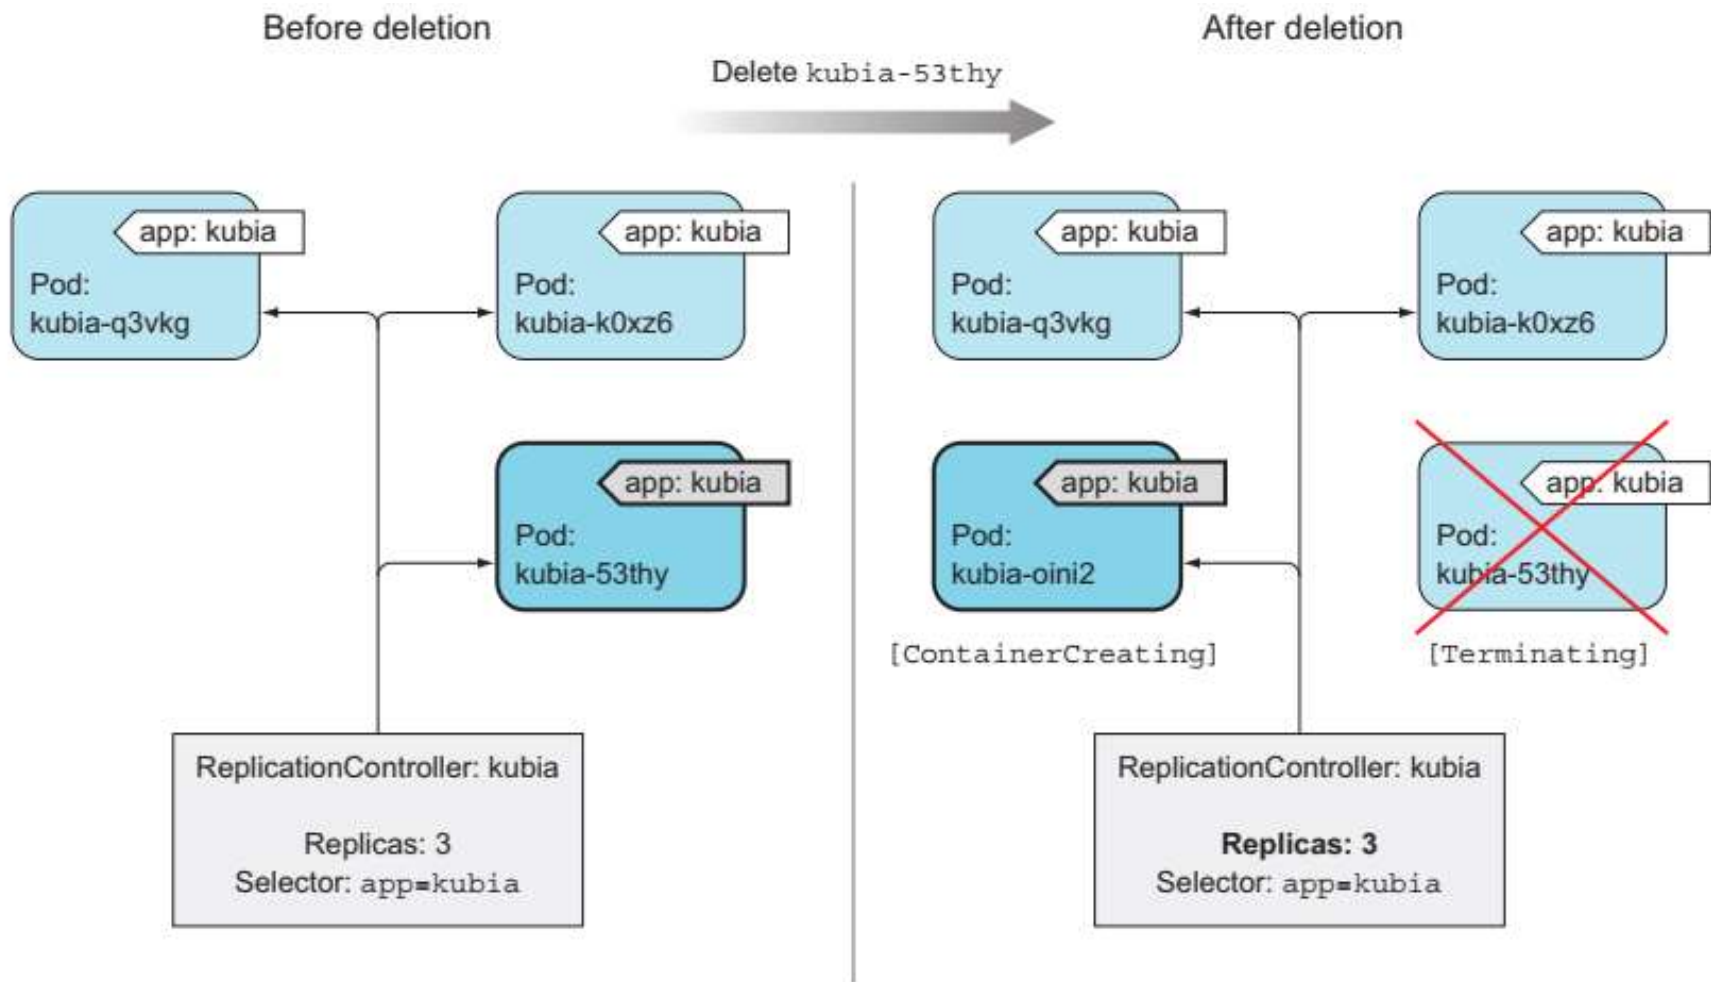 Before deletion
After deletion
Delete kubia-53thy
app: kubia
Pod:
kubia-q3vkg
app: kubia
Pod:
kubia-k0xz6
app: kubia
Pod:
kubia-53thy
ReplicationController: kubia
Replicas: 3
Selector: app=kubia
app: kubia
Pod:
kubia-q3vkg
app: kubia
Pod:
kubia-k0xz6
app: kubia
Pod:
kubia-oini2
[ContainerCreating]
app: kubia
Pod:
kubia-53thy
[Terminating]
ReplicationController: kubia
Replicas: 3
Selector: app=kubia